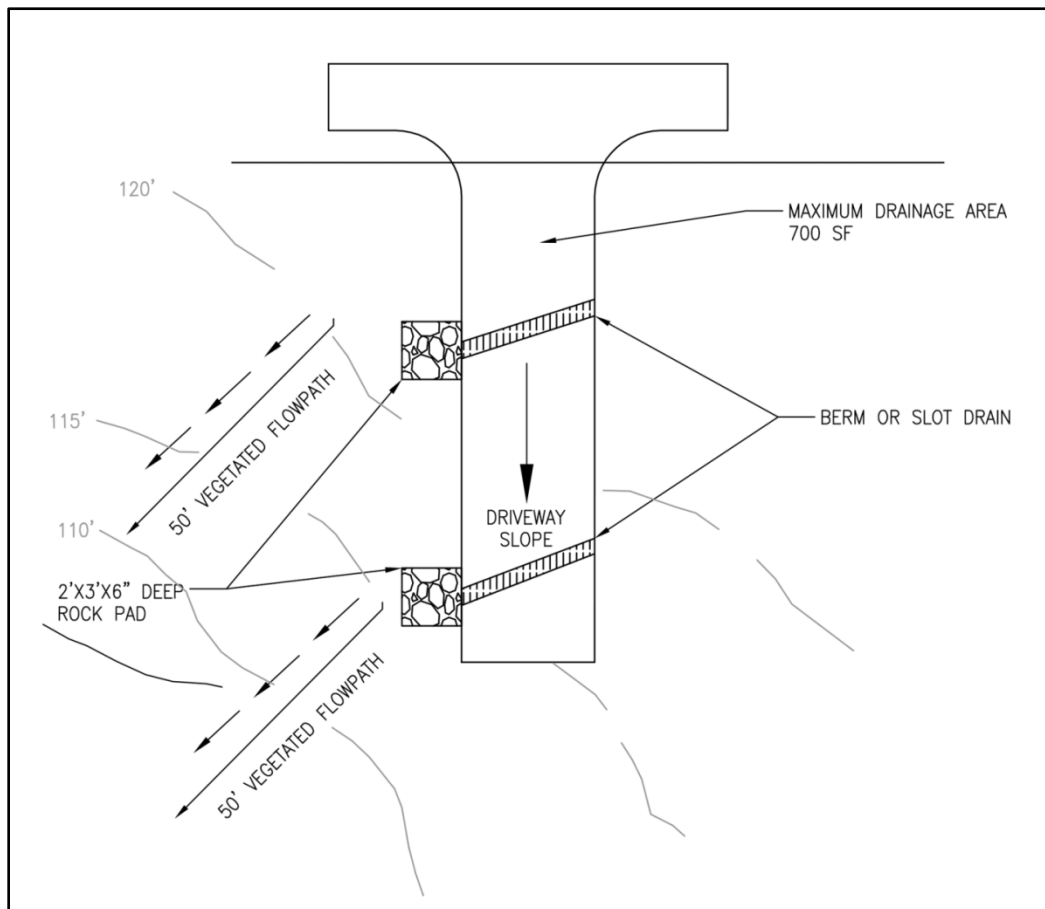 120'
MAXIMUM DRAINAGE AREA
700 SF
115'
50' VEGETATED FLOWPATH
BERM OR SLOT DRAIN
110'
DRIVEWAY
SLOPE
2'X3'X6" DEEP
ROCK PAD
50' VEGETATED FLOWPATH